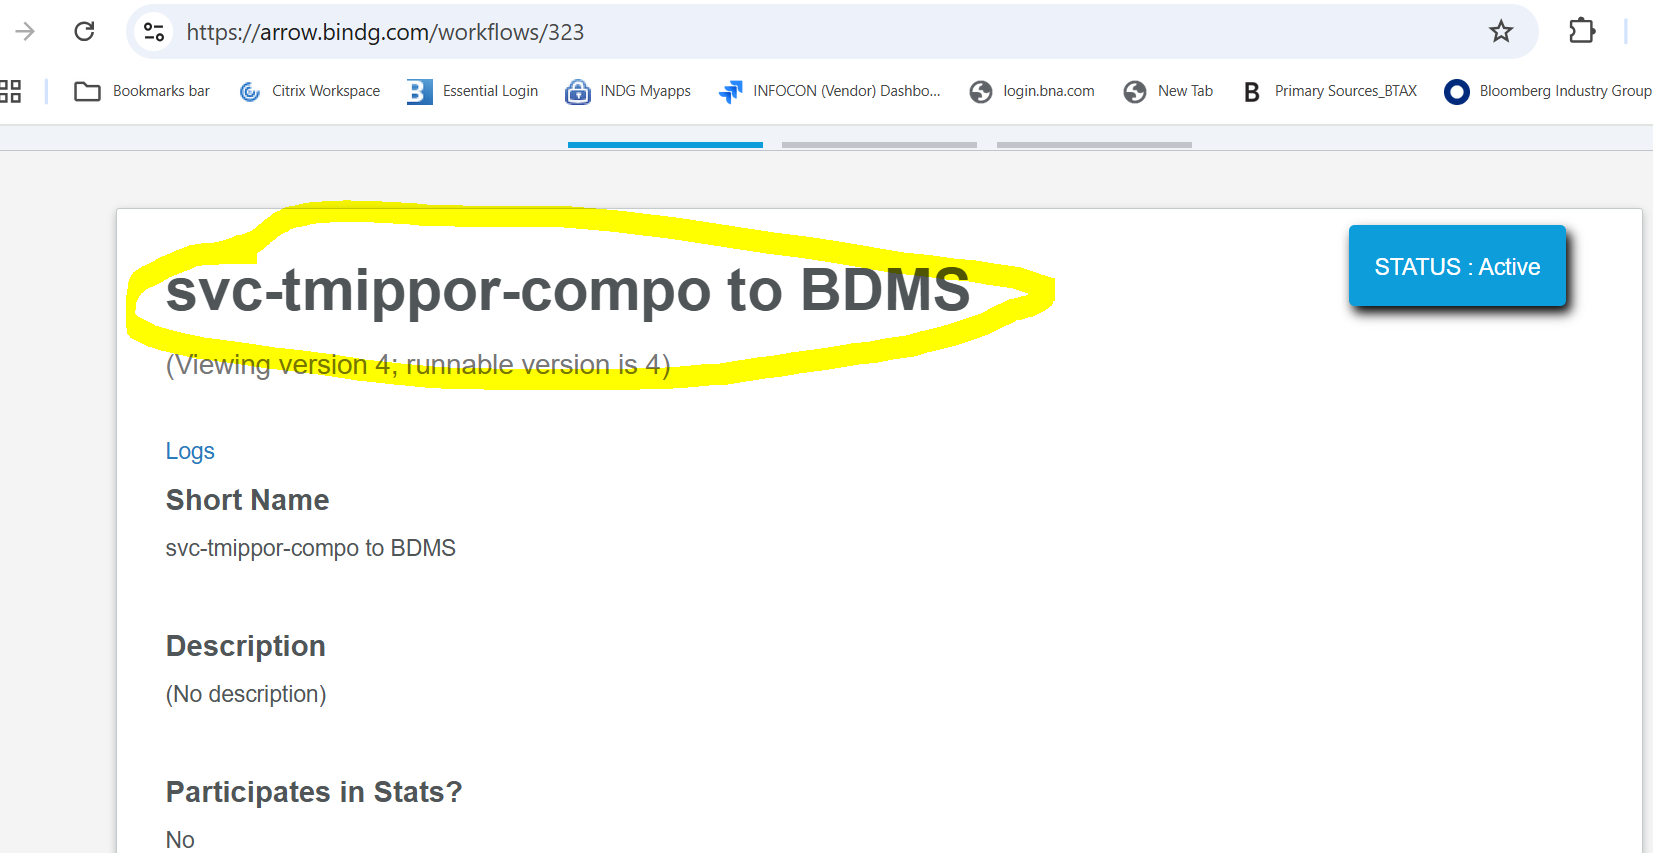 https://arrow.bindg.com/workflows/323
Bookmarks bar Citrix Workspace Essential Login INDG Myapps INFOCON (Vendor) Dashbo... login.bna.com New Tab Primary Sources_BTAX Bloomberg Industry Group
svc-tmippor-compo to BDMS
STATUS : Active
(Viewing version 4; runnable version is 4)
Logs
Short Name
svc-tmippor-compo to BDMS
Description
(No description)
Participates in Stats?
No